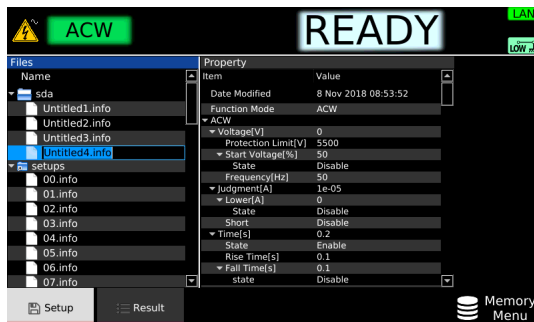 ACW
READY
LAN
LOW
Files
Name
sda
Untitled1.info
Untitled2.info
Untitled3.info
Untitled4.info
setups
00.info
01.info
02.info
03.info
04.info
05.info
06.info
07.info
Property
Item Value
Date Modified 8 Nov 2018 08:53:52
Function Mode ACW
ACW
Voltage[V] 0
Protection Limit[V] 5500
Start Voltage[%] 50
State Disable
Frequency[Hz] 50
Judgment[A] 1e-05
Lower[A] 0
State Disable
Short Disable
Time[s] 0.2
State Enable
Rise Time[s] 0.1
Fall Time[s] 0.1
state Disable
Setup
Result
Memory
Menu